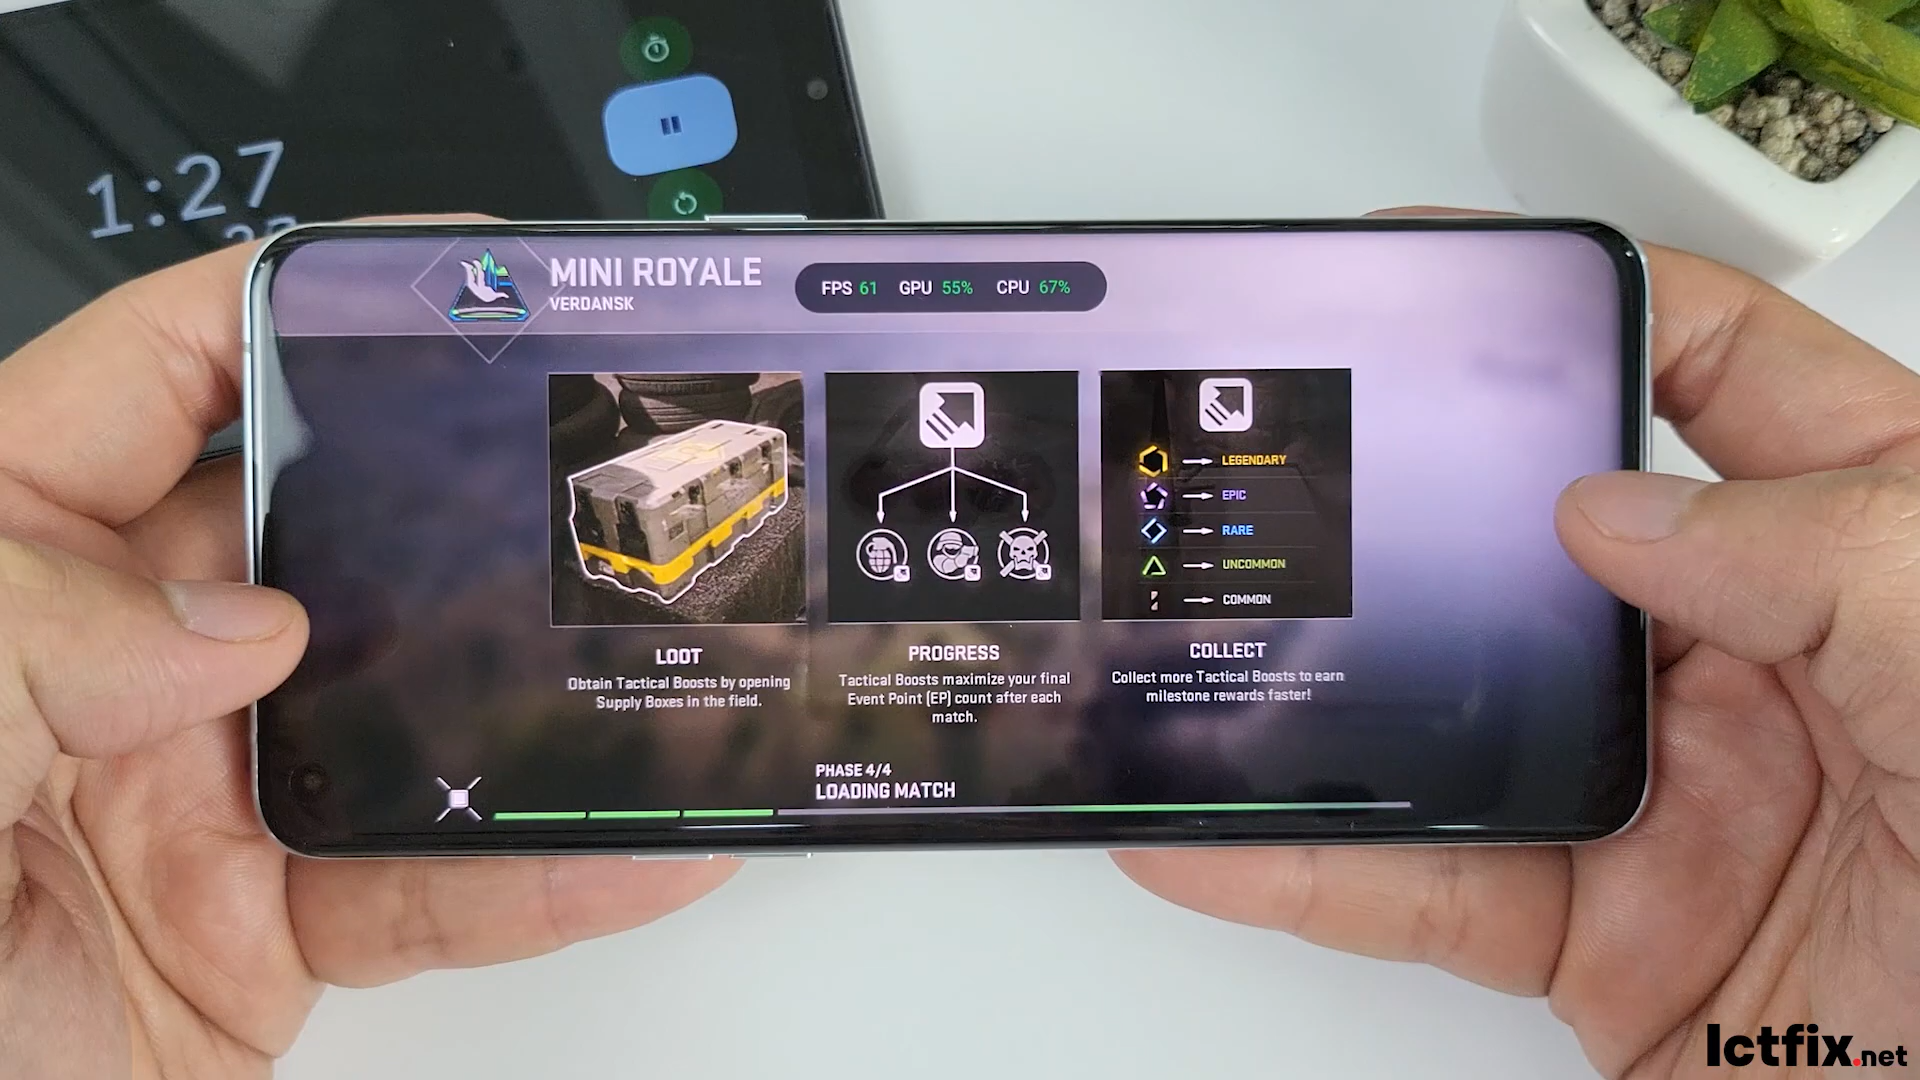 1:27
MINI ROYALE
VERDANSK
FPS 61 GPU 55% CPU 67%
LEGENDARY
EPIC
RARE
UNCOMMON
COMMON
LOOT
Obtain Tactical Boosts by opening
Supply Boxes in the field.
PROGRESS
Tactical Boosts maximize your final
Event Point (EP) count after each
match.
COLLECT
Collect more Tactical Boosts to earn
milestone rewards faster!
PHASE 4/4
LOADING MATCH
Ictfix.net